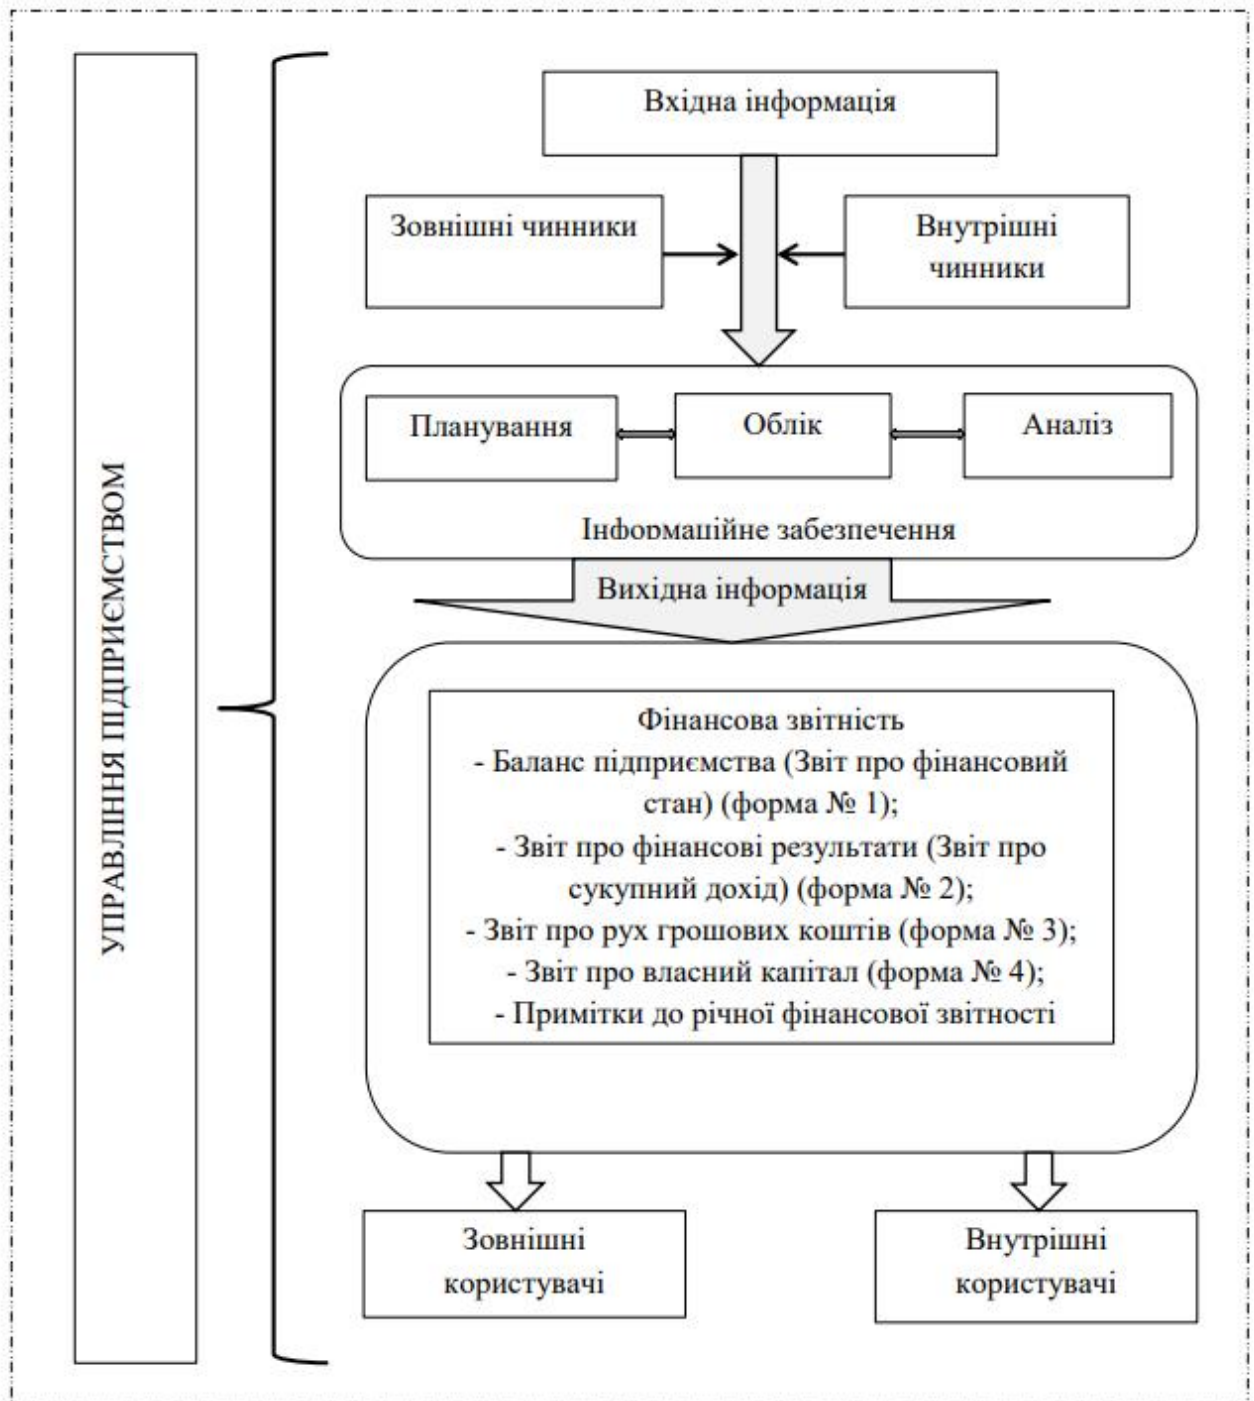 УПРАВЛІННЯ ПІДПРИЄМСТВОМ
Вхідна інформація
Зовнішні чинники
Внутрішні
чинники
Планування
Облік
Аналіз
Інформаційне забезпечення
Вихідна інформація
Фінансова звітність
- Баланс підприємства (Звіт про фінансовий
стан) (форма № 1);
- Звіт про фінансові результати (Звіт про
сукупний дохід) (форма № 2);
- Звіт про рух грошових коштів (форма № 3);
- Звіт про власний капітал (форма № 4);
- Примітки до річної фінансової звітності
Зовнішні
користувачі
Внутрішні
користувачі